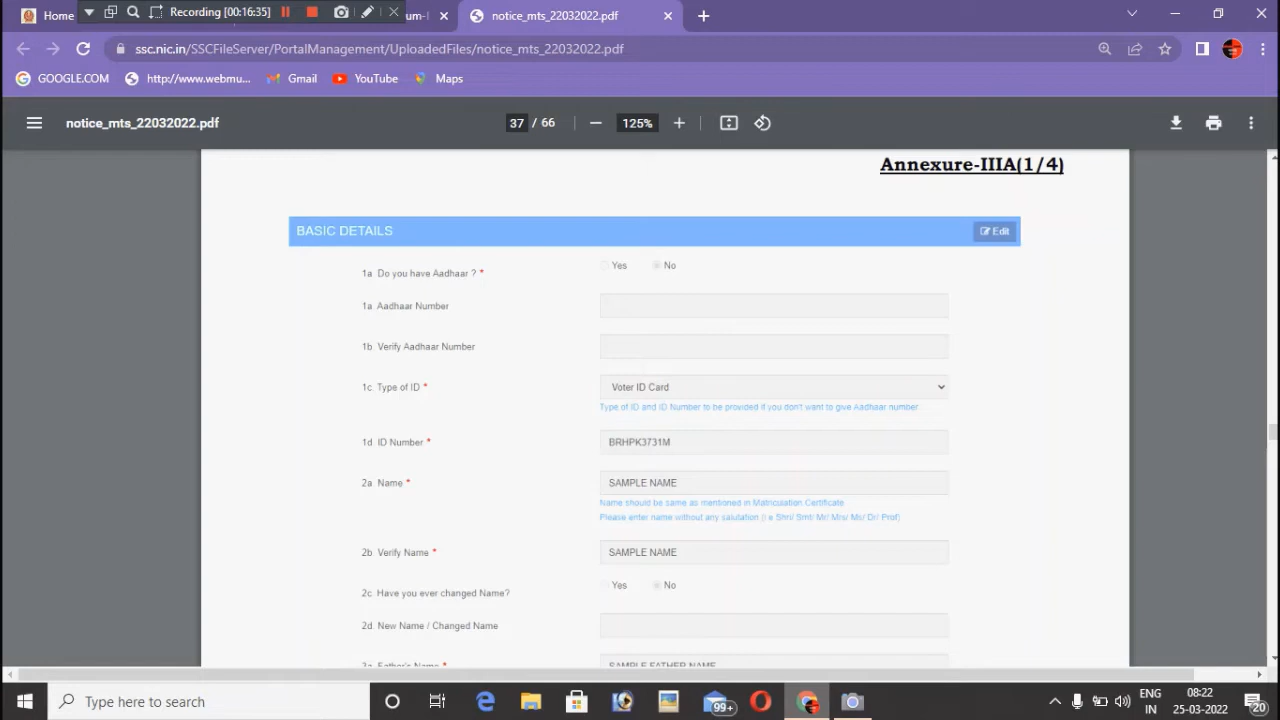 Home
Recording [00:16:35]
um-l
notice_mts_22032022.pdf
ssc.nic.in/SSCFileServer/PortalManagement/UploadedFiles/notice_mts_22032022.pdf
GOOGLE.COM
http://www.webmu...
Gmail
YouTube
Maps
notice_mts_22032022.pdf
37 / 66
125%
Annexure-IIIA(1/4)
BASIC DETAILS
Edit
1a Do you have Aadhaar ? *
Yes No
1a Aadhaar Number
1b Verify Aadhaar Number
1c. Type of ID *
Voter ID Card
Type of ID and ID Number to be provided if you don't want to give Aadhaar number
1d ID Number *
BRHPK3731M
2a Name *
SAMPLE NAME
Name should be same as mentioned in Matriculation Certificate
Please enter name without any salutation (i.e Shri/ Smt/ Mr/ Mrs/ Ms/ Dr/ Prof)
2b. Verify Name *
SAMPLE NAME
2c. Have you ever changed Name?
Yes No
2d New Name / Changed Name
3a Father's Name *
SAMPLE FATHER NAME
Type here to search
99+
ENG
IN
08:22
25-03-2022
20